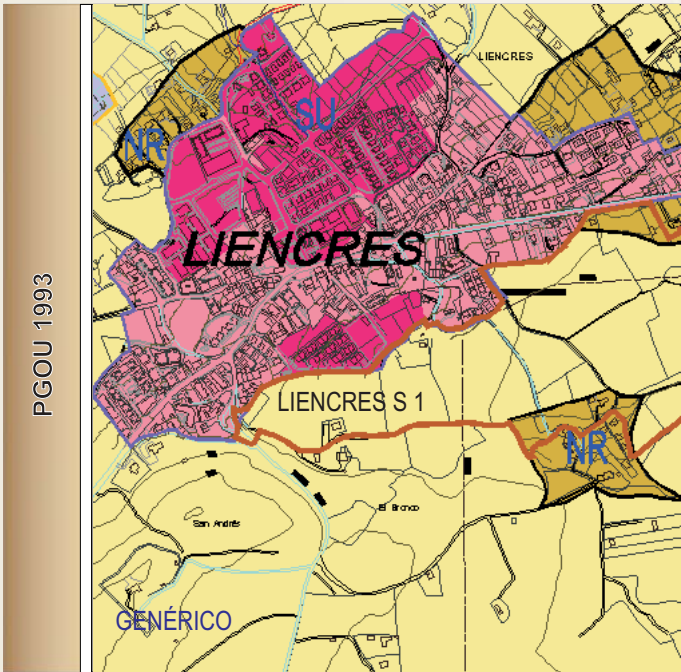 PGOU 1993
LIENCRES
SU
NR
LIENCRES
LIENCRES S 1
NR
El Bronco
San Andrés
GENÉRICO